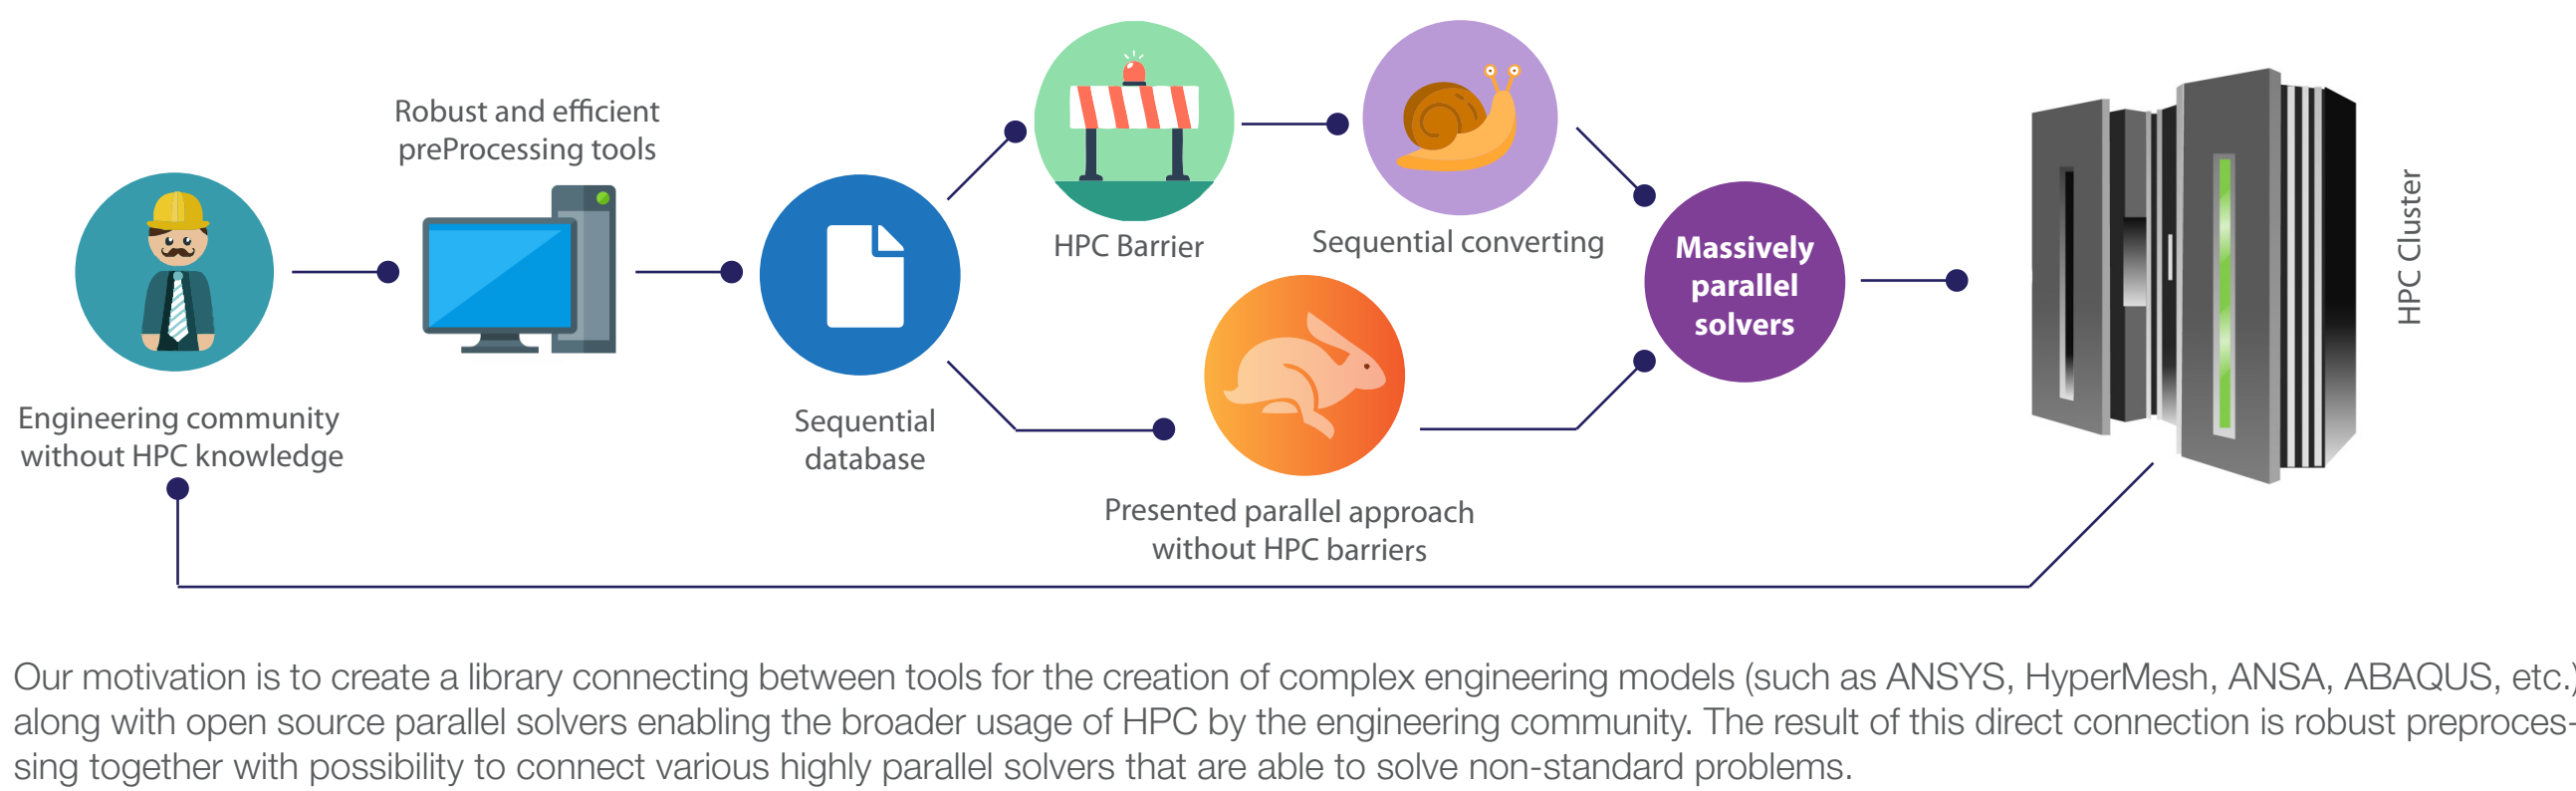 Robust and efficient
preProcessing tools
Engineering community
without HPC knowledge
Sequential
database
HPC Barrier
Sequential converting
Presented parallel approach
without HPC barriers
Massively
parallel
solvers
HPC Cluster
Our motivation is to create a library connecting between tools for the creation of complex engineering models (such as ANSYS, HyperMesh, ANSA, ABAQUS, etc.)
along with open source parallel solvers enabling the broader usage of HPC by the engineering community. The result of this direct connection is robust preproces-
sing together with possibility to connect various highly parallel solvers that are able to solve non-standard problems.